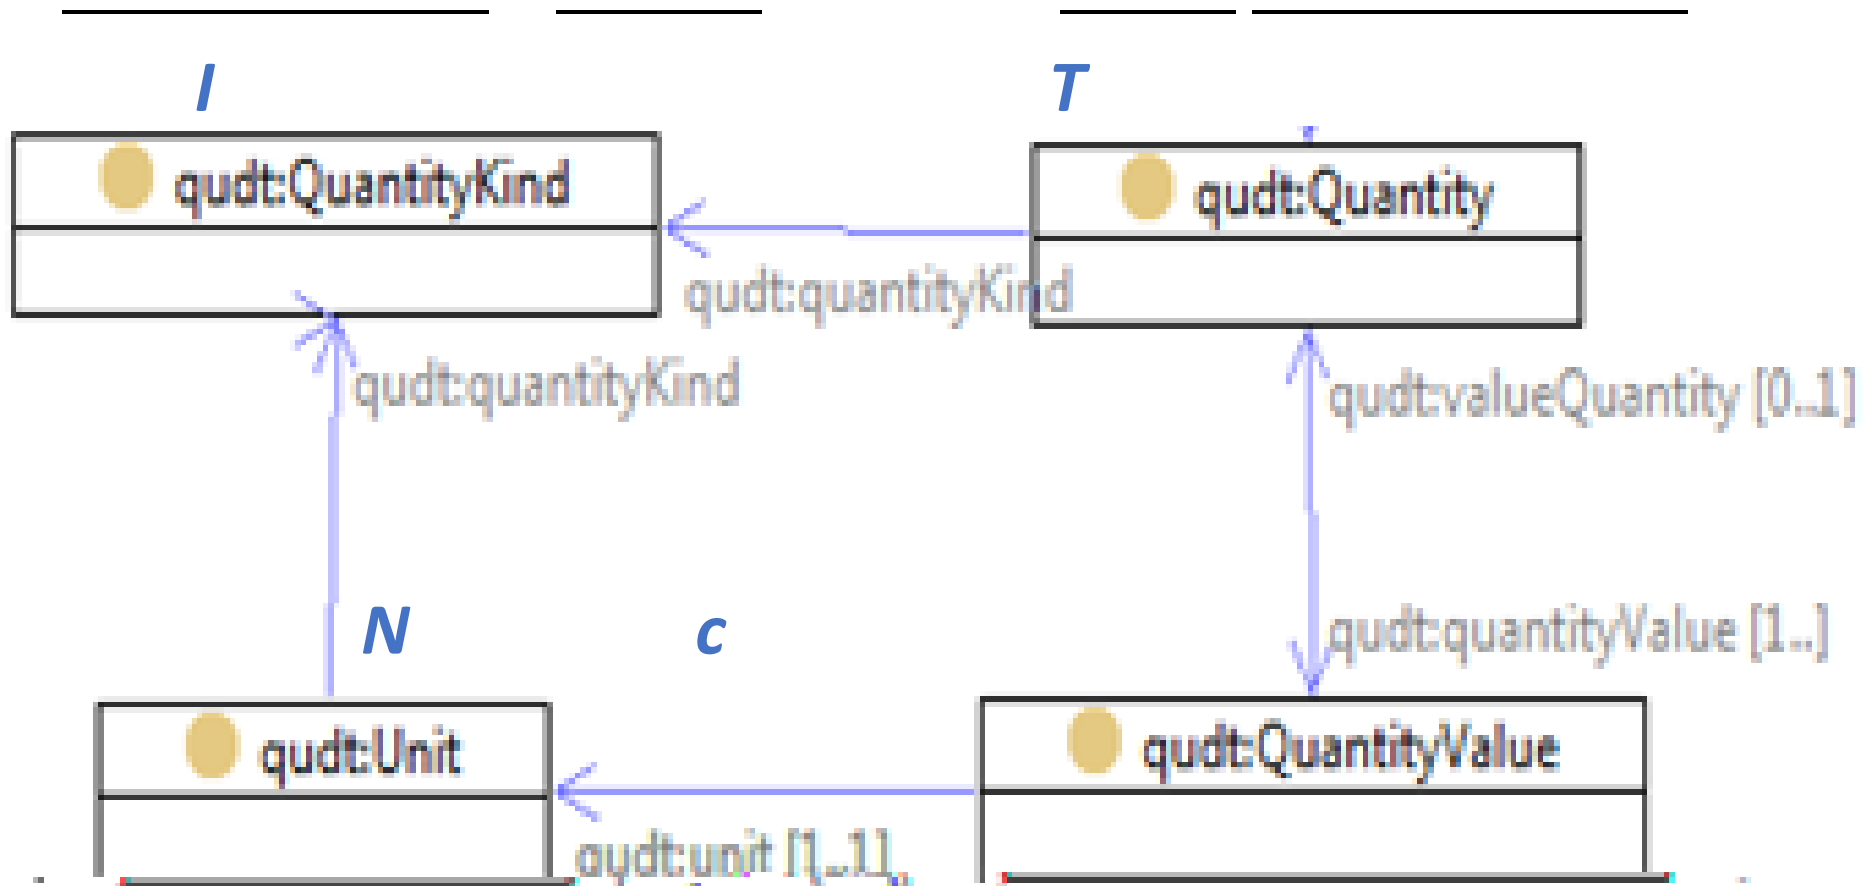 I
T
qudt:QuantityKind
qudt:Quantity
qudt:quantityKind
qudt:quantityKind
qudt:valueQuantity [0..1]
N
c
qudt:quantityValue [1..]
qudt:Unit
qudt:QuantityValue
qudt:unit [1..1]